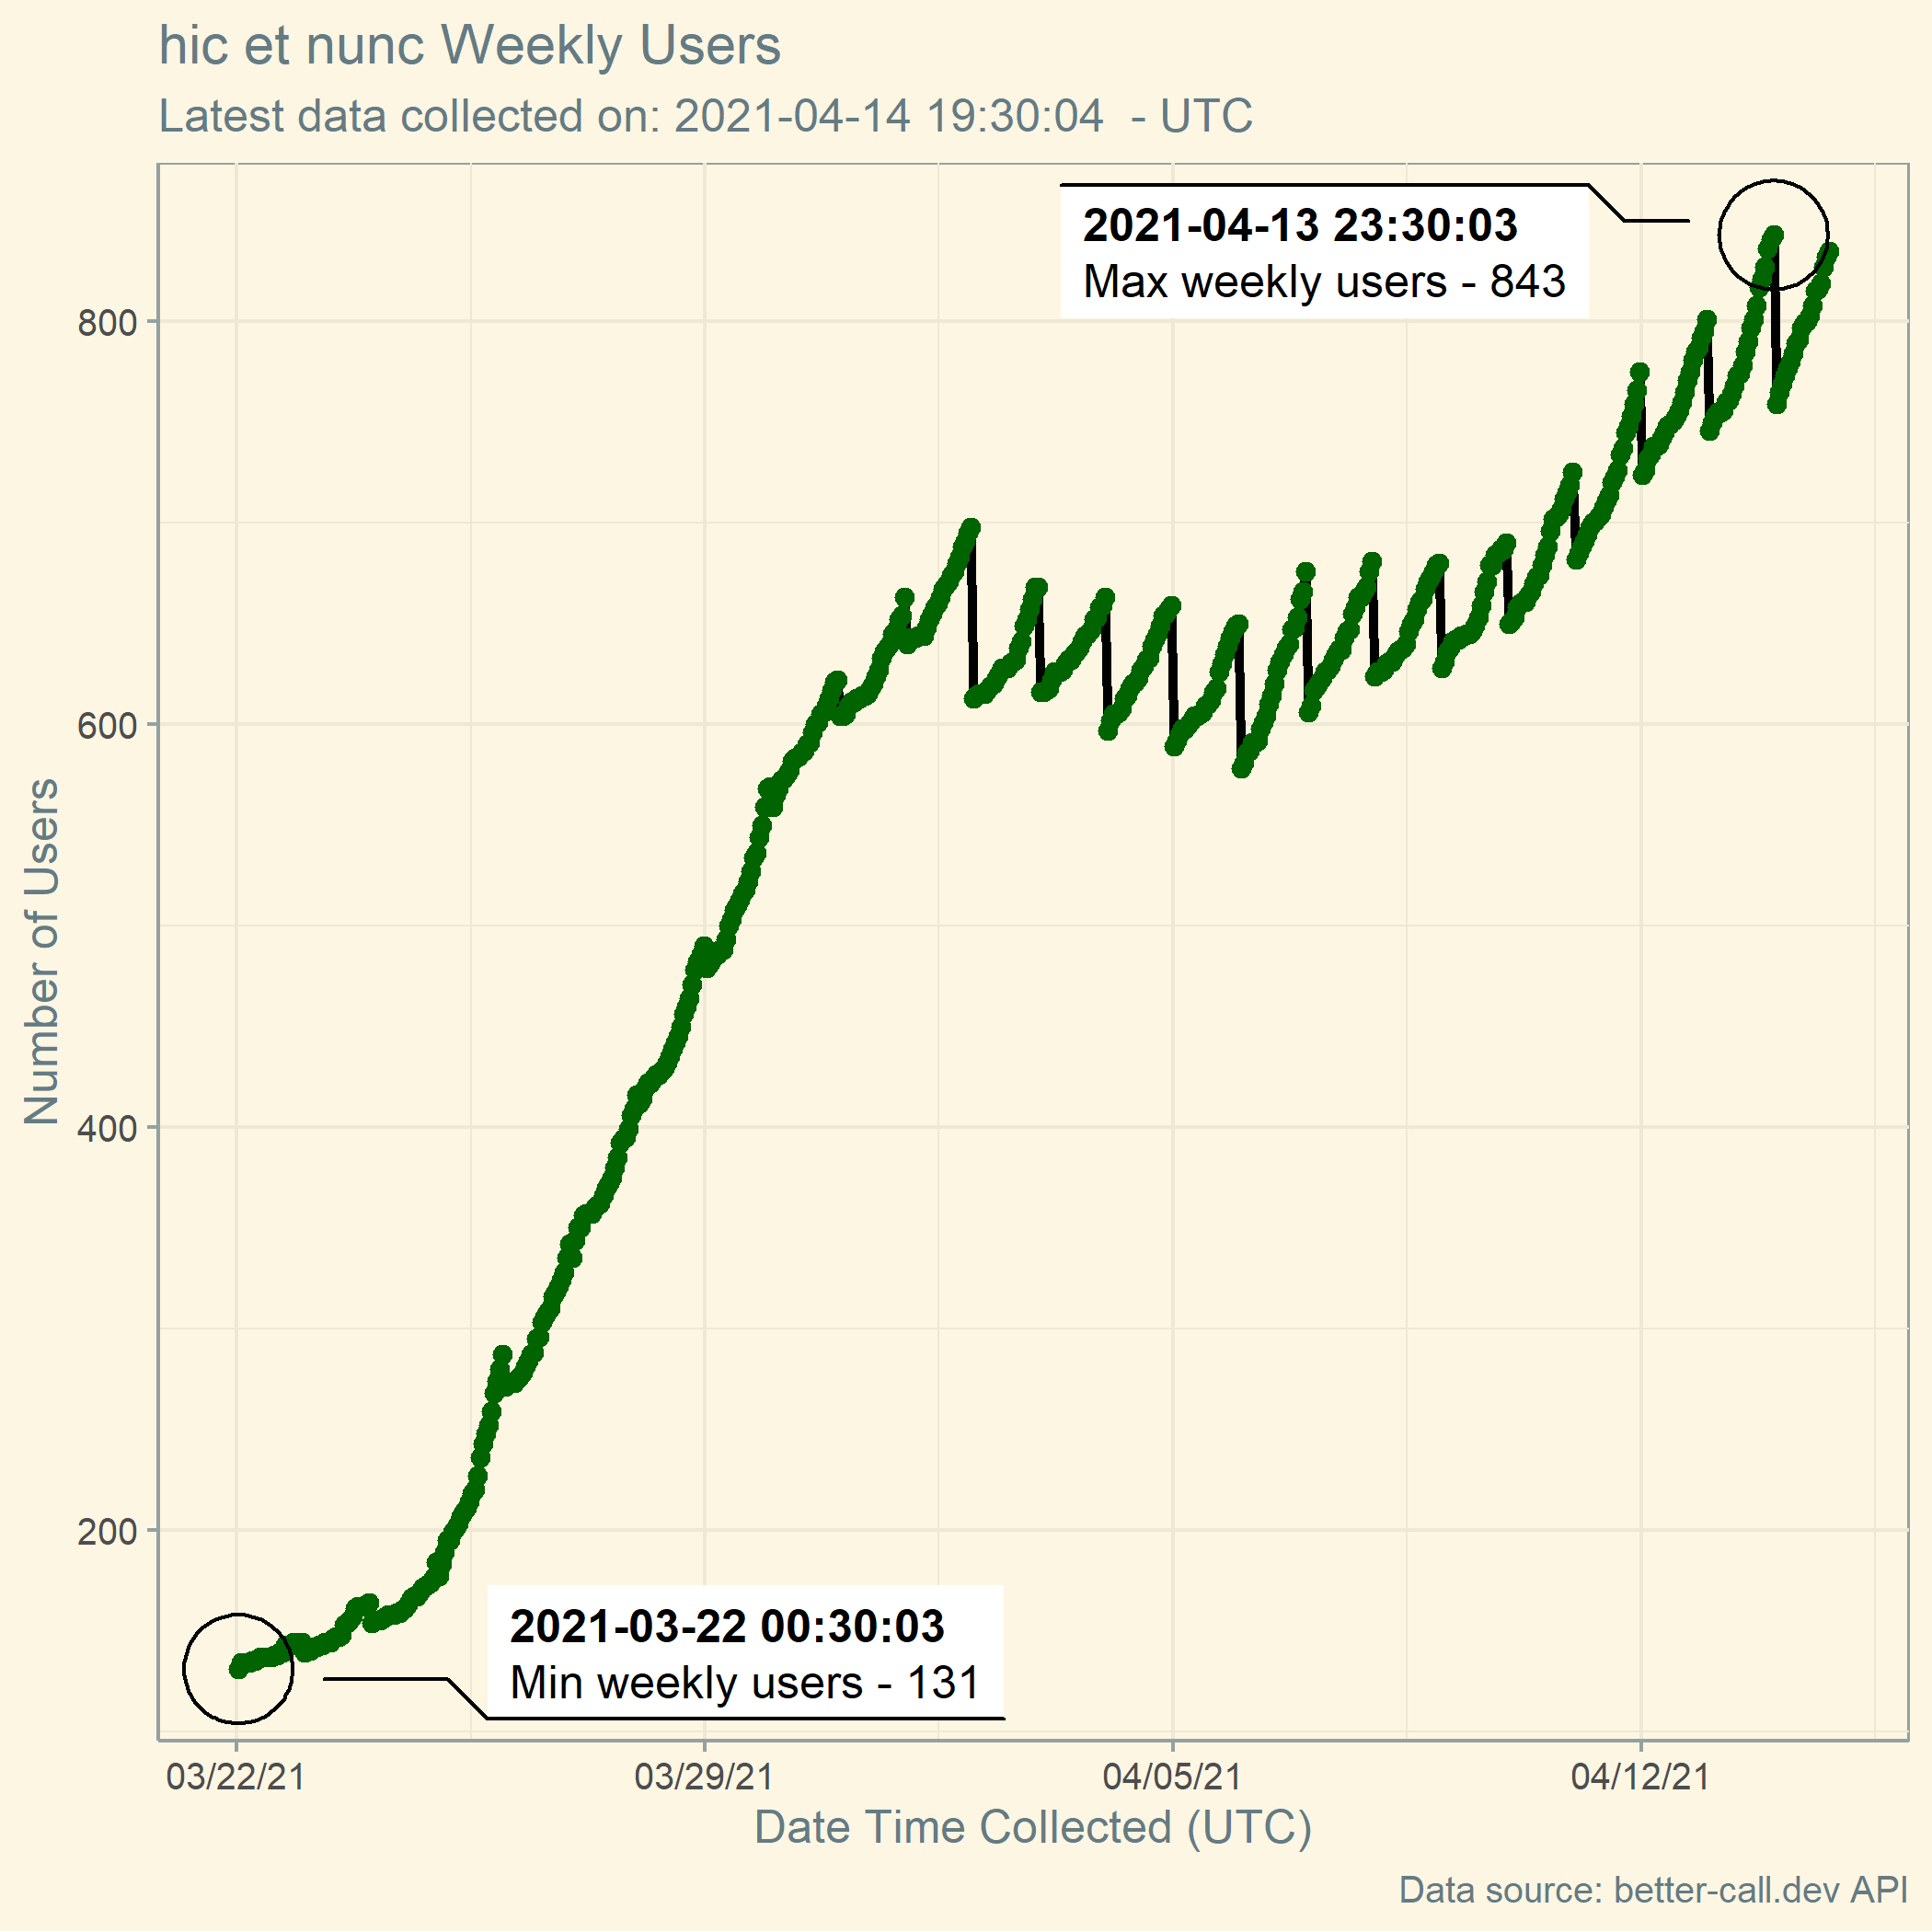 hic et nunc Weekly Users
Latest data collected on: 2021-04-14 19:30:04  - UTC
2021-04-13 23:30:03
Max weekly users - 843
800
600
Number of Users
400
200
2021-03-22 00:30:03
Min weekly users - 131
03/22/21 03/29/21 04/05/21 04/12/21
Date Time Collected (UTC)
Data source: better-call.dev API